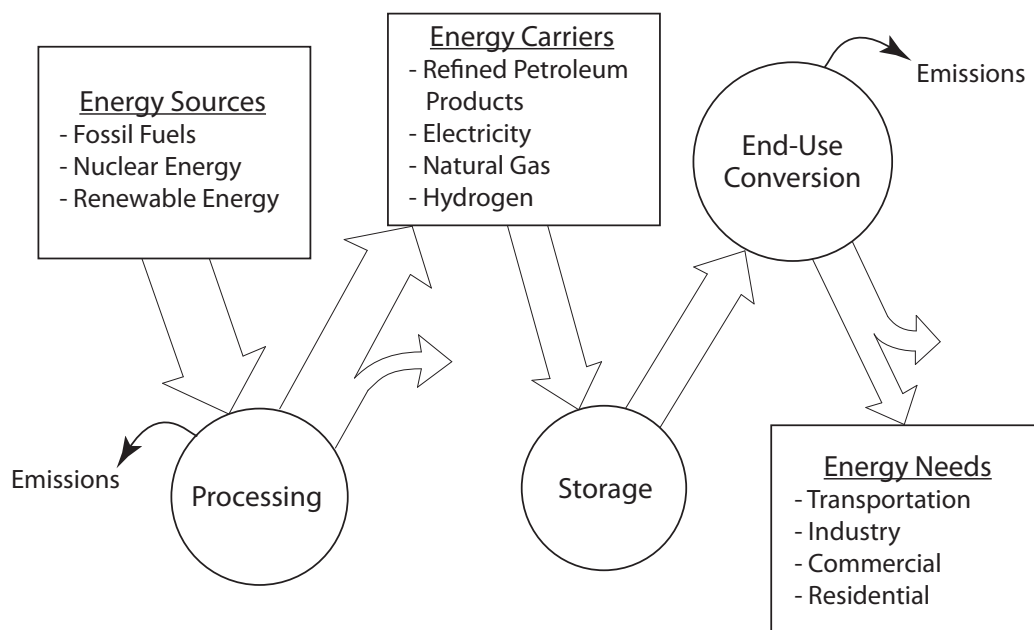 Energy Sources
- Fossil Fuels
- Nuclear Energy
- Renewable Energy
Energy Carriers
- Refined Petroleum
Products
- Electricity
- Natural Gas
- Hydrogen
Emissions
End-Use
Conversion
Emissions
Processing
Storage
Energy Needs
- Transportation
- Industry
- Commercial
- Residential